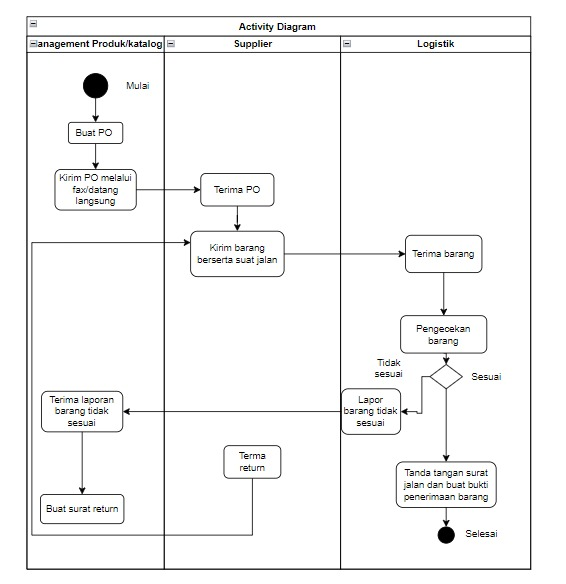 Activity Diagram
anagement Produk/katalog
Supplier
Logistik
Mulai
Buat PO
Kirim PO melalui
fax/datang
langsung
Terima PO
Kirim barang
berserta suat jalan
Terima barang
Pengecekan
barang
Tidak
sesuai
Sesuai
Lapor
barang tidak
sesuai
Terima laporan
barang tidak
sesuai
Terma
return
Buat surat return
Tanda tangan surat
jalan dan buat bukti
penerimaan barang
Selesai